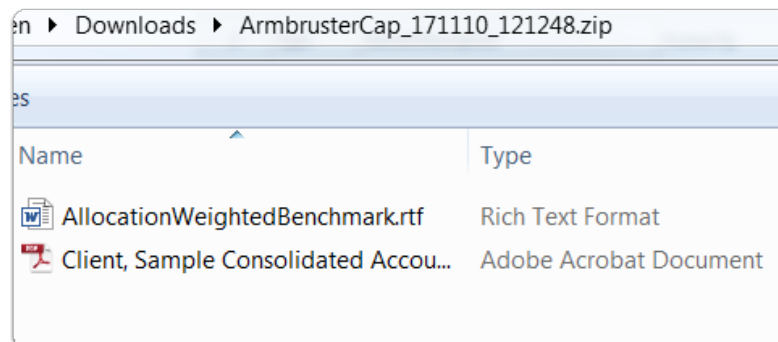 en ▸ Downloads ▸ ArmbrusterCap_171110_121248.zip
es
Name Type
AllocationWeightedBenchmark.rtf Rich Text Format
Client, Sample Consolidated Accou... Adobe Acrobat Document